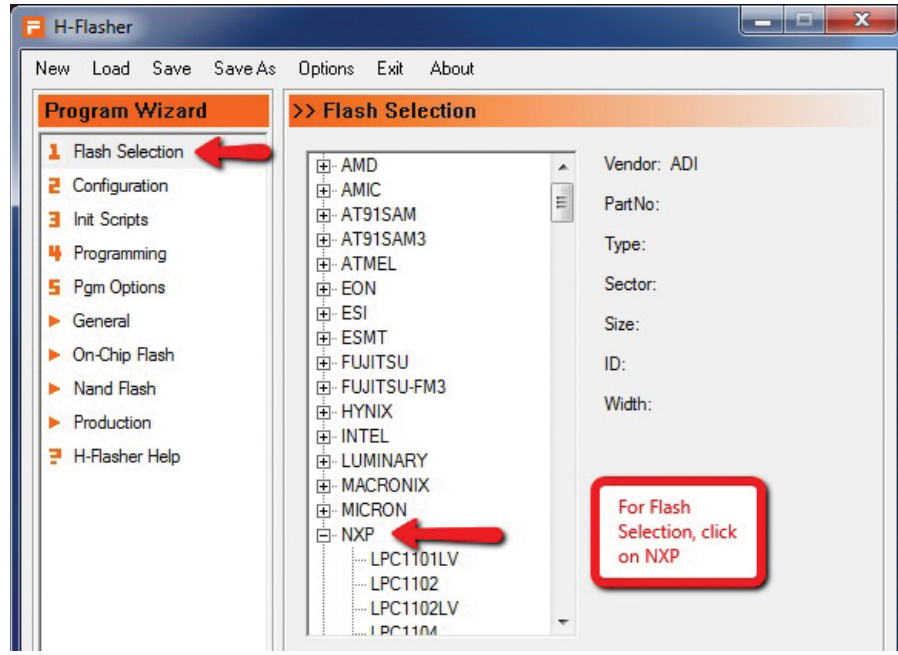 H-Flasher
New Load Save Save As Options Exit About
Program Wizard
1 Flash Selection
2 Configuration
3 Init Scripts
4 Programming
5 Pgm Options
General
On-Chip Flash
Nand Flash
Production
? H-Flasher Help
>> Flash Selection
AMD
AMIC
AT91SAM
AT91SAM3
ATMEL
EON
ESI
ESMT
FUJITSU
FUJITSU-FM3
HYNIX
INTEL
LUMINARY
MACRONIX
MICRON
NXP
LPC1101LV
LPC1102
LPC1102LV
LPC1104
Vendor: ADI
PartNo:
Type:
Sector:
Size:
ID:
Width:
For Flash
Selection, click
on NXP